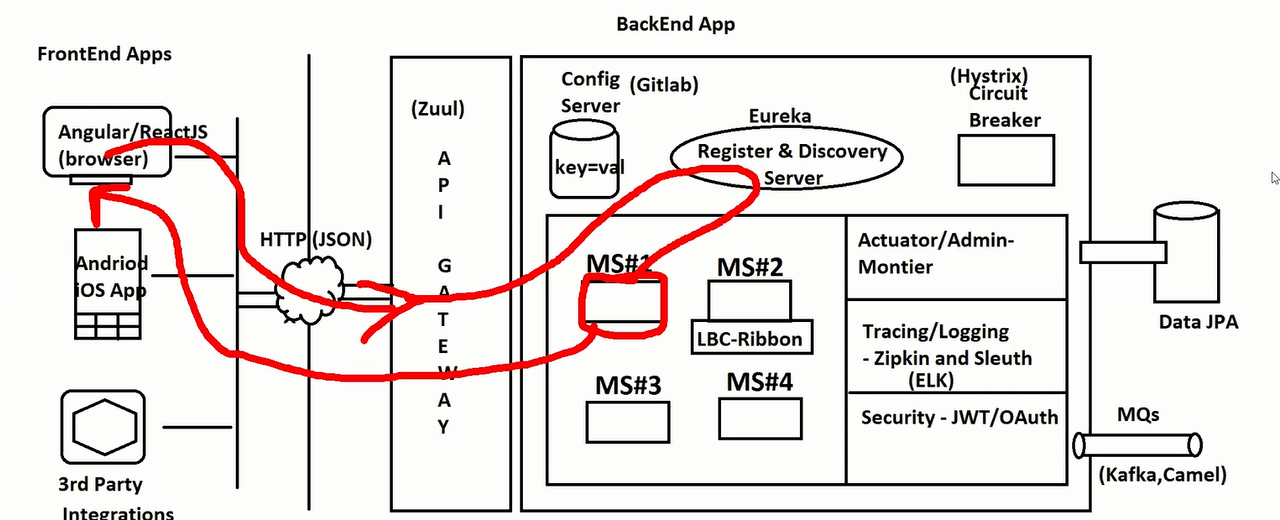 BackEnd App
FrontEnd Apps
Angular/ReactJS
(browser)
Andriod
iOS App
3rd Party
Integrations
HTTP (JSON)
(Zuul)
A
P
I
G
A
T
E
W
A
Y
Config
Server
(Gitlab)
key=val
Eureka
Register & Discovery
Server
(Hystrix)
Circuit
Breaker
MS#1
MS#2
LBC-Ribbon
MS#3
MS#4
Actuator/Admin-
Montier
Tracing/Logging
- Zipkin and Sleuth
(ELK)
Security - JWT/OAuth
Data JPA
MQs
(Kafka,Camel)